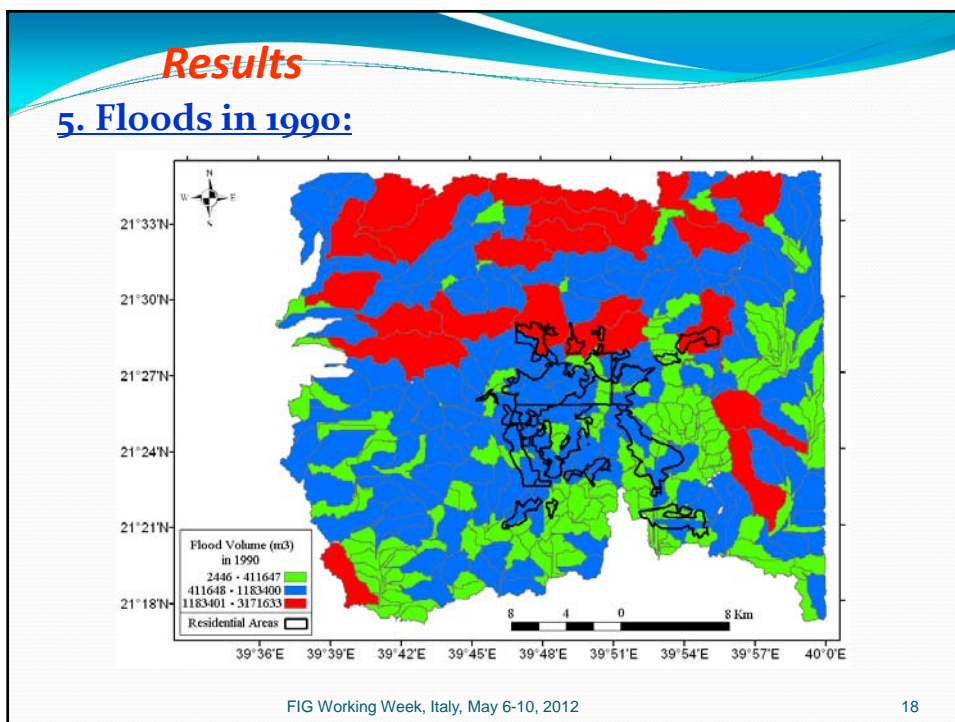 Results
5. Floods in 1990:
N
W E
S
21°33'N
21°30'N
21°27'N
21°24'N
21°21'N
21°18'N
Flood Volume (m3)
in 1990
2446 - 411647
411648 - 1183400
1183401 - 3171633
Residential Areas
8 4 0 8 Km
39°36'E 39°39'E 39°42'E 39°45'E 39°48'E 39°51'E 39°54'E 39°57'E 40°0'E
FIG Working Week, Italy, May 6-10, 2012 18